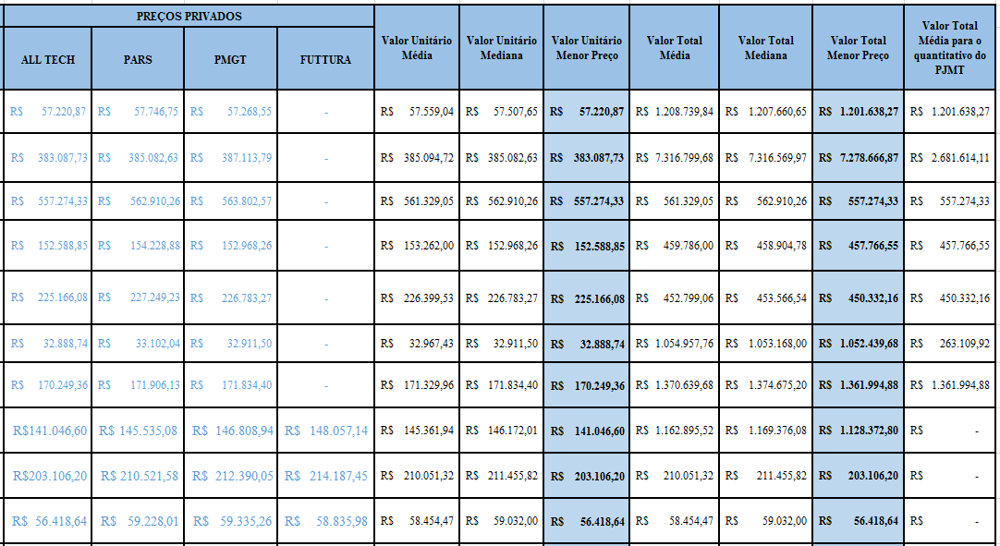 PREÇOS PRIVADOS
ALL TECH PARS PMGT FUTTURA Valor Unitário Média Valor Unitário Mediana Valor Unitário Menor Preço Valor Total Média Valor Total Mediana Valor Total Menor Preço Valor Total Média para o quantitativo do PJMT
R$ 57.220,87 R$ 57.746,75 R$ 57.268,55 - R$ 57.559,04 R$ 57.507,65 R$ 57.220,87 R$ 1.208.739,84 R$ 1.207.660,65 R$ 1.201.638,27 R$ 1.201.638,27
R$ 383.087,73 R$ 385.082,63 R$ 387.113,79 - R$ 385.094,72 R$ 385.082,63 R$ 383.087,73 R$ 7.316.799,68 R$ 7.316.569,97 R$ 7.278.666,87 R$ 2.681.614,11
R$ 557.274,33 R$ 562.910,26 R$ 563.802,57 - R$ 561.329,05 R$ 562.910,26 R$ 557.274,33 R$ 561.329,05 R$ 562.910,26 R$ 557.274,33 R$ 557.274,33
R$ 152.588,85 R$ 154.228,88 R$ 152.968,26 - R$ 153.262,00 R$ 152.968,26 R$ 152.588,85 R$ 459.786,00 R$ 458.904,78 R$ 457.766,55 R$ 457.766,55
R$ 225.166,08 R$ 227.249,23 R$ 226.783,27 - R$ 226.399,53 R$ 226.783,27 R$ 225.166,08 R$ 452.799,06 R$ 453.566,54 R$ 450.332,16 R$ 450.332,16
R$ 32.888,74 R$ 33.102,04 R$ 32.911,50 - R$ 32.967,43 R$ 32.911,50 R$ 32.888,74 R$ 1.054.957,76 R$ 1.053.168,00 R$ 1.052.439,68 R$ 263.109,92
R$ 170.249,36 R$ 171.906,13 R$ 171.834,40 - R$ 171.329,96 R$ 171.834,40 R$ 170.249,36 R$ 1.370.639,68 R$ 1.374.675,20 R$ 1.361.994,88 R$ 1.361.994,88
R$141.046,60 R$ 145.535,08 R$ 146.808,94 R$ 148.057,14 R$ 145.361,94 R$ 146.172,01 R$ 141.046,60 R$ 1.162.895,52 R$ 1.169.376,08 R$ 1.128.372,80 R$ -
R$203.106,20 R$ 210.521,58 R$ 212.390,05 R$ 214.187,45 R$ 210.051,32 R$ 211.455,82 R$ 203.106,20 R$ 210.051,32 R$ 211.455,82 R$ 203.106,20 R$ -
R$ 56.418,64 R$ 59.228,01 R$ 59.335,26 R$ 58.835,98 R$ 58.454,47 R$ 59.032,00 R$ 56.418,64 R$ 58.454,47 R$ 59.032,00 R$ 56.418,64 R$ -